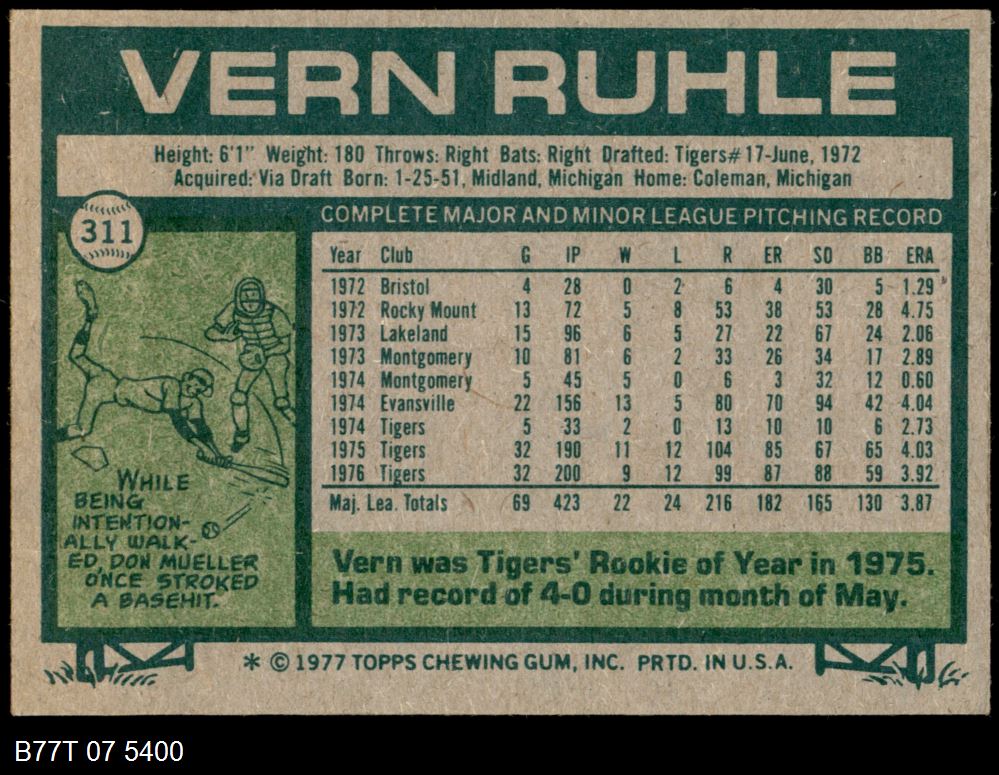 VERN RUHLE
Height: 6'1" Weight: 180 Throws: Right Bats: Right Drafted: Tigers#17-June, 1972
Acquired: Via Draft Born: 1-25-51, Midland, Michigan Home: Coleman, Michigan
311
COMPLETE MAJOR AND MINOR LEAGUE PITCHING RECORD
Year Club G IP W L R ER SO BB ERA
1972 Bristol 4 28 0 2 6 4 30 5 1.29
1972 Rocky Mount 13 72 5 8 53 38 53 28 4.75
1973 Lakeland 15 96 6 5 27 22 67 24 2.06
1973 Montgomery 10 81 6 2 33 26 34 17 2.89
1974 Montgomery 5 45 5 0 6 3 32 12 0.60
1974 Evansville 22 156 13 5 80 70 94 42 4.04
1974 Tigers 5 33 2 0 13 10 10 6 2.73
1975 Tigers 32 190 11 12 104 85 67 65 4.03
1976 Tigers 32 200 9 12 99 87 88 59 3.92
Maj. Lea. Totals 69 423 22 24 216 182 165 130 3.87
WHILE
BEING
INTENTION-
ALLY WALK-
ED, DON MUELLER
ONCE STROKED
A BASEHIT.
Vern was Tigers' Rookie of Year in 1975.
Had record of 4-0 during month of May.
* © 1977 TOPPS CHEWING GUM, INC. PRTD. IN U.S.A.
B77T 07 5400